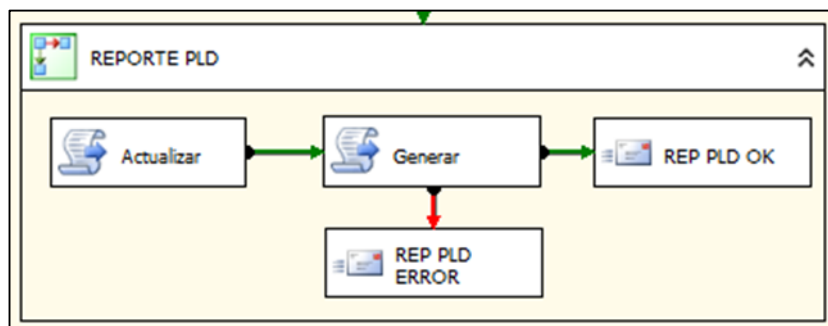 REPORTE PLD
Actualizar
Generar
REP PLD OK
REP PLD
ERROR